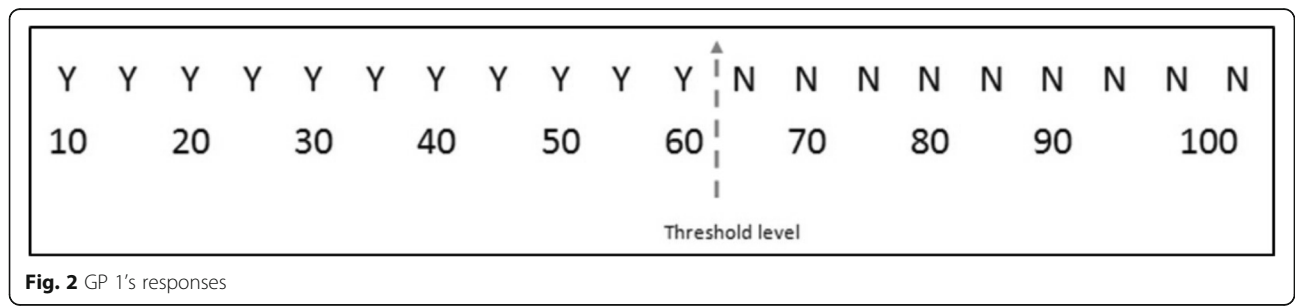 Y Y Y Y Y Y Y Y Y Y Y N N N N N N N N N
10 20 30 40 50 60 70 80 90 100
Threshold level
Fig. 2 GP 1's responses